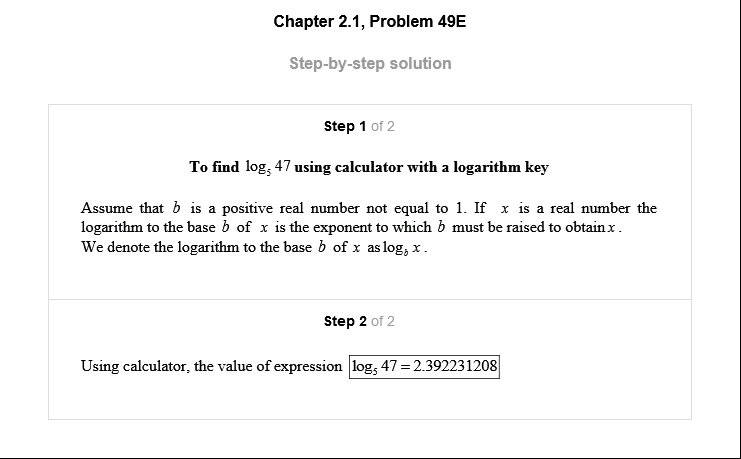 Chapter 2.1, Problem 49E
Step-by-step solution
Step 1 of 2
To find log₅ 47 using calculator with a logarithm key
Assume that b is a positive real number not equal to 1. If x is a real number the
logarithm to the base b of x is the exponent to which b must be raised to obtain x .
We denote the logarithm to the base b of x as log_b x .
Step 2 of 2
Using calculator, the value of expression log₅ 47 = 2.392231208